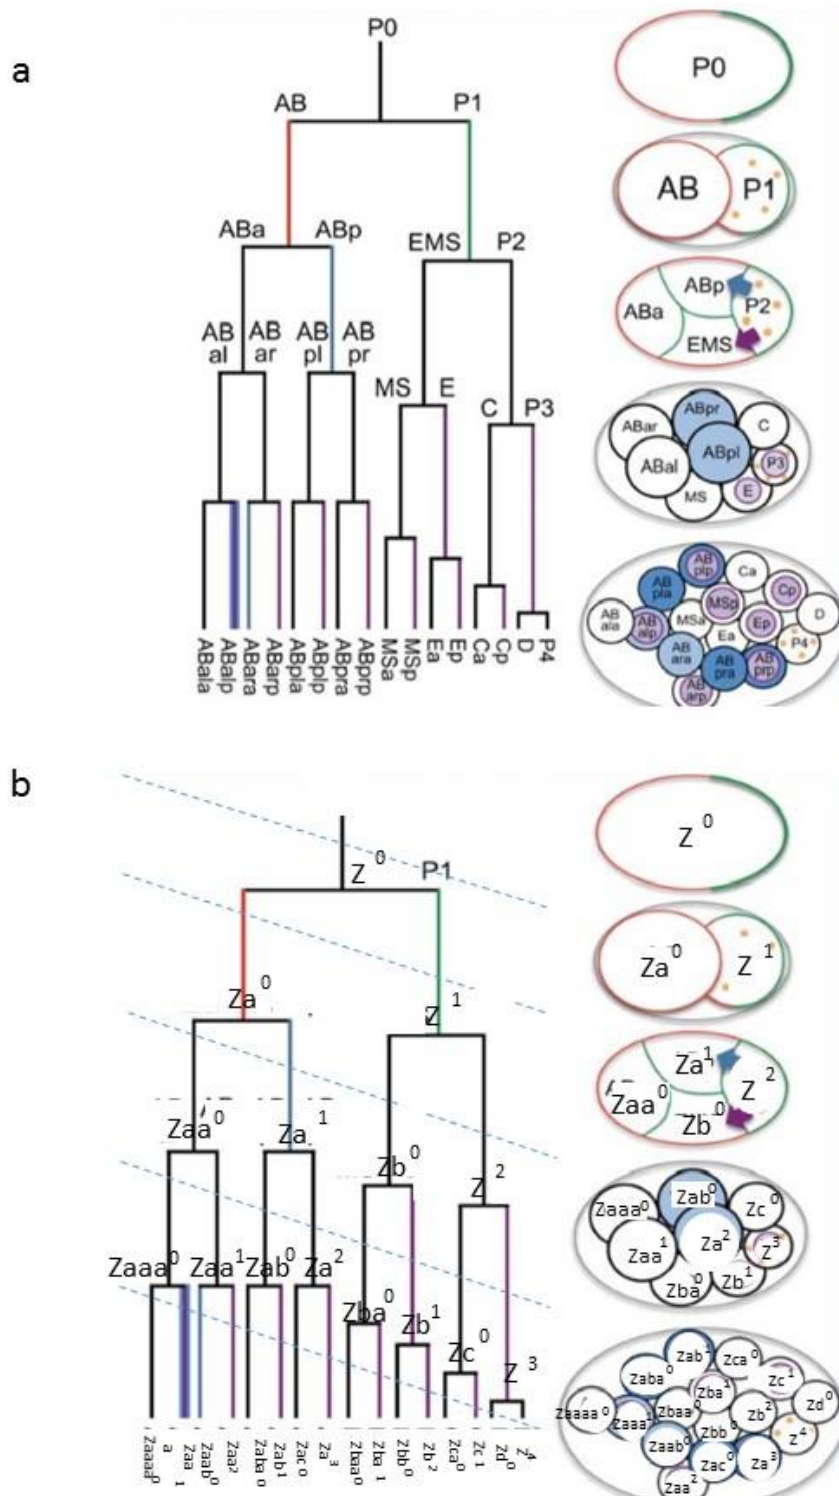 a
P0
AB P1
ABa ABp EMS P2
AB al AB ar AB pl AB pr
MS E C P3
ABala ABalp ABara ABarp ABpla ABplp ABpra ABprp MSa MSp Ea Ep Ca Cp D P4
P0
AB P1
ABa ABp P2
EMS
ABar ABpr C
ABal ABpl P3
MS E
AB plp Ca
AB pla MSp Cp
AB ala AB alp MSa Ep D
Ea P4
AB ara AB pra AB prp
AB arp
b
Z⁰ P1
Za⁰ Z¹
Zaa⁰ Za¹ Zb⁰ Z²
Zaaa⁰ Zaa¹ Zab⁰ Za² Zba⁰ Zb¹ Zc⁰ Z³
Zaaaa⁰ Zaa¹ a Zaab⁰ Zaa² Zaba⁰ Zab¹ Zac⁰ Za³ Zbaa⁰ Zba¹ Zbb⁰ Zb² Zca⁰ Zc¹ Zd⁰ Z⁴
Z⁰
Za⁰ Z¹
Za¹ Z²
Zaa⁰ Zb⁰
Zaaa⁰ Zab⁰ Zc⁰
Zaa¹ Za² Z³
Zba⁰ Zb¹
Zab¹ Zca⁰
Zaba⁰ Zba¹ Zc¹
Zaaaa⁰ Zaaa¹ Zbaa⁰ Zb² Zd⁰
Zbb⁰ Z⁴
Zaab⁰ Zac⁰ Za³
Zaa²